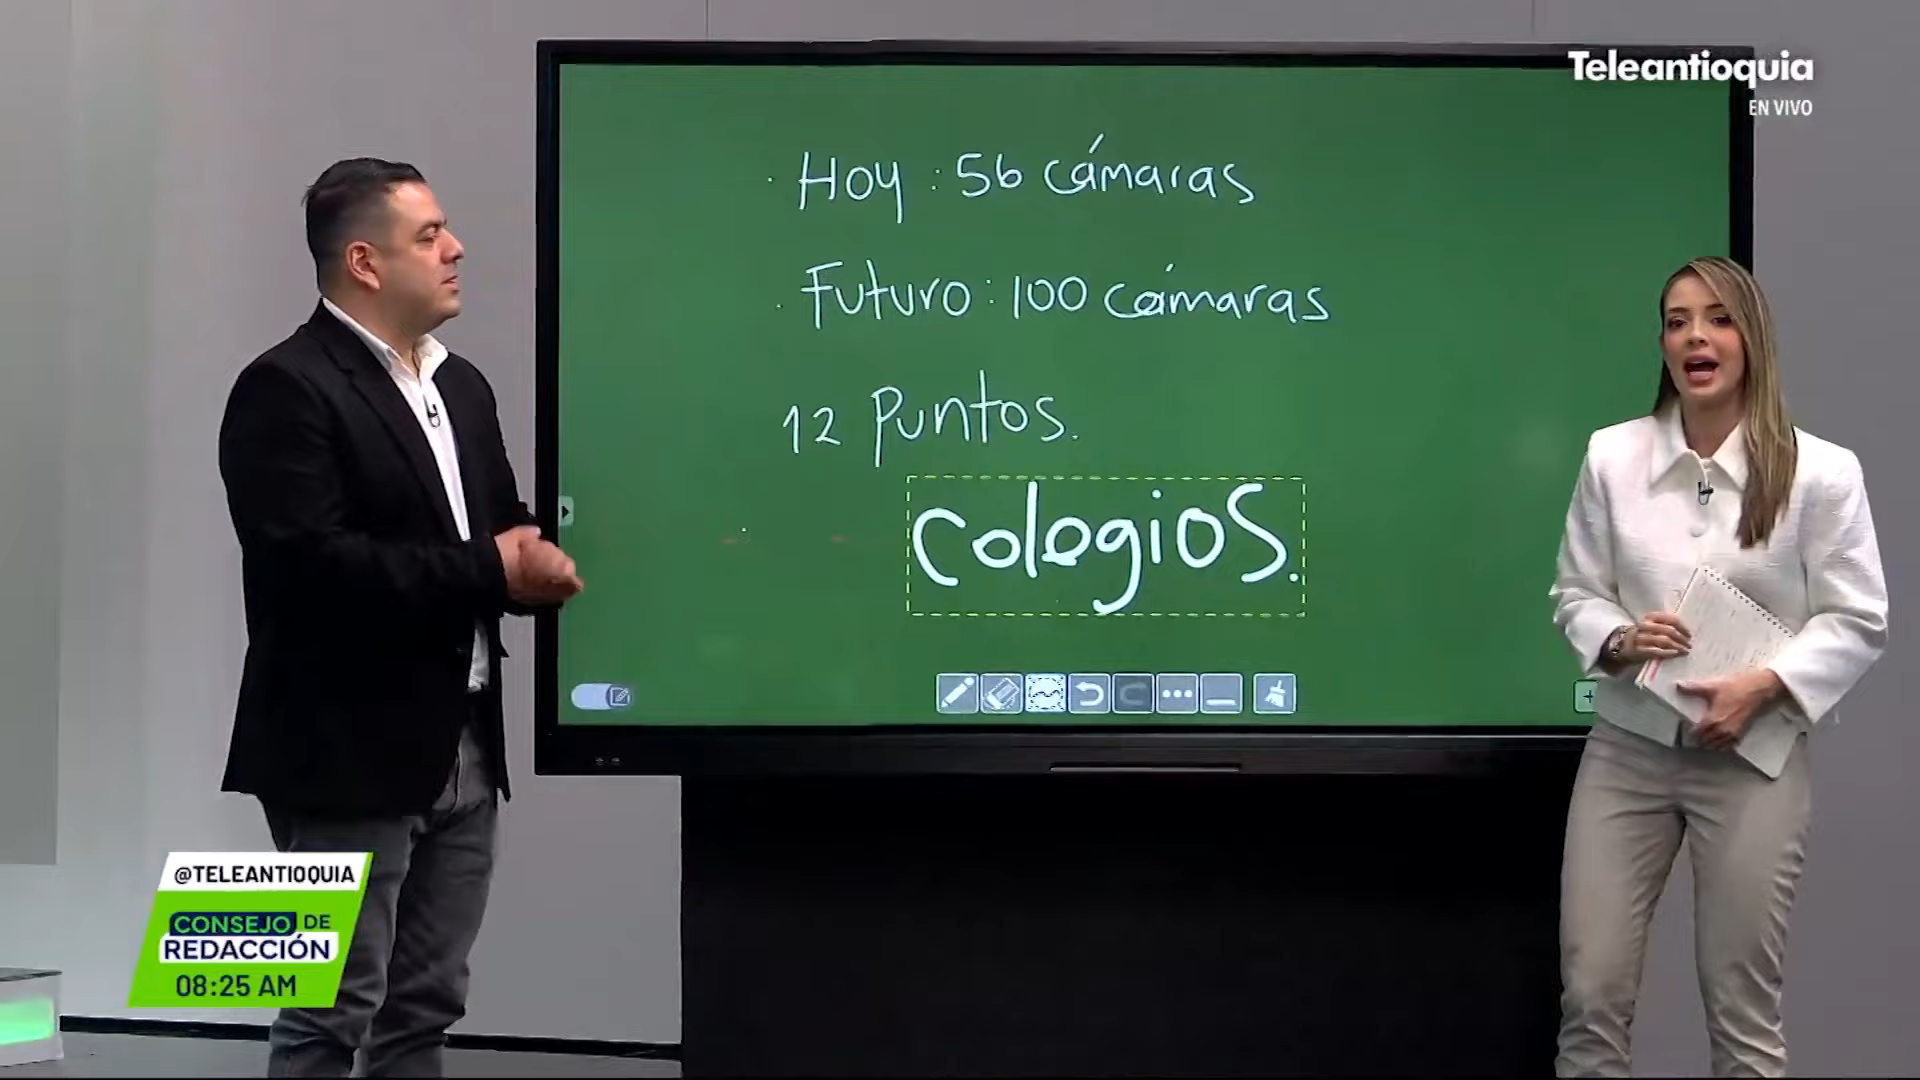 Teleantioquia
EN VIVO
Hoy : 56 cámaras
Futuro : 100 cámaras
12 Puntos.
colegios.
@TELEANTIOQUIA
CONSEJO DE
REDACCIÓN
08:25 AM